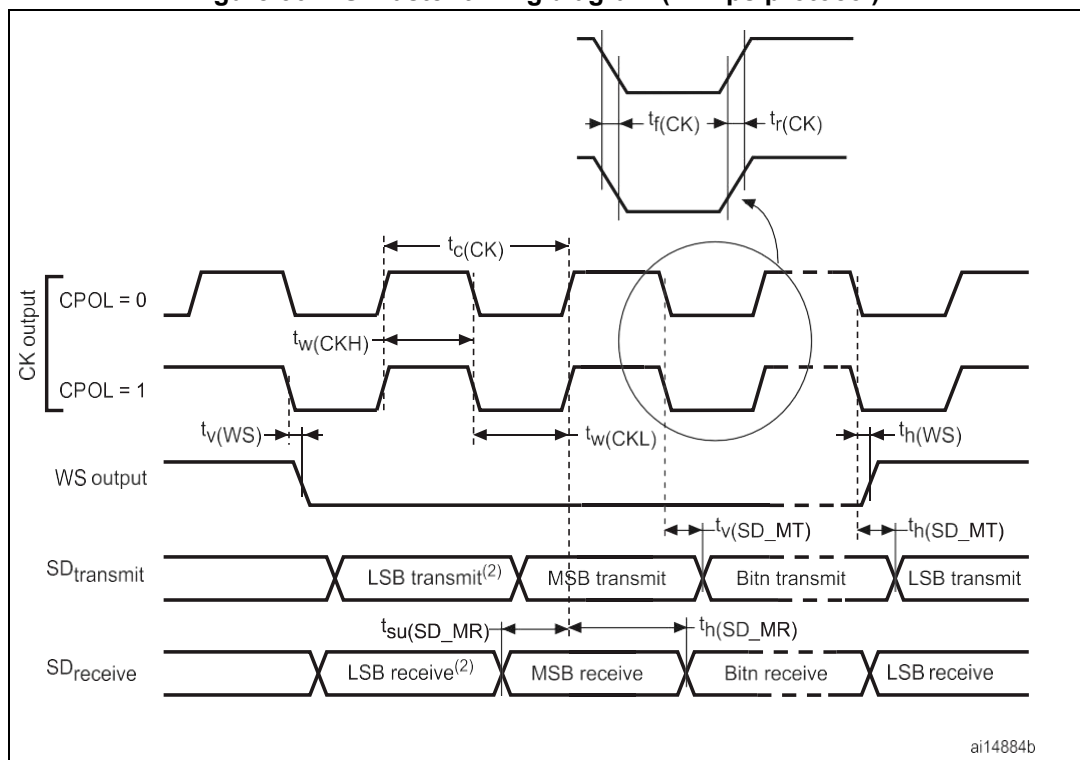 tf(CK)
tr(CK)
tc(CK)
CK output
CPOL = 0
tw(CKH)
CPOL = 1
tv(WS)
tw(CKL)
th(WS)
WS output
tv(SD_MT)
th(SD_MT)
SDtransmit
LSB transmit(2)
MSB transmit
Bitn transmit
LSB transmit
tsu(SD_MR)
th(SD_MR)
SDreceive
LSB receive(2)
MSB receive
Bitn receive
LSB receive
ai14884b